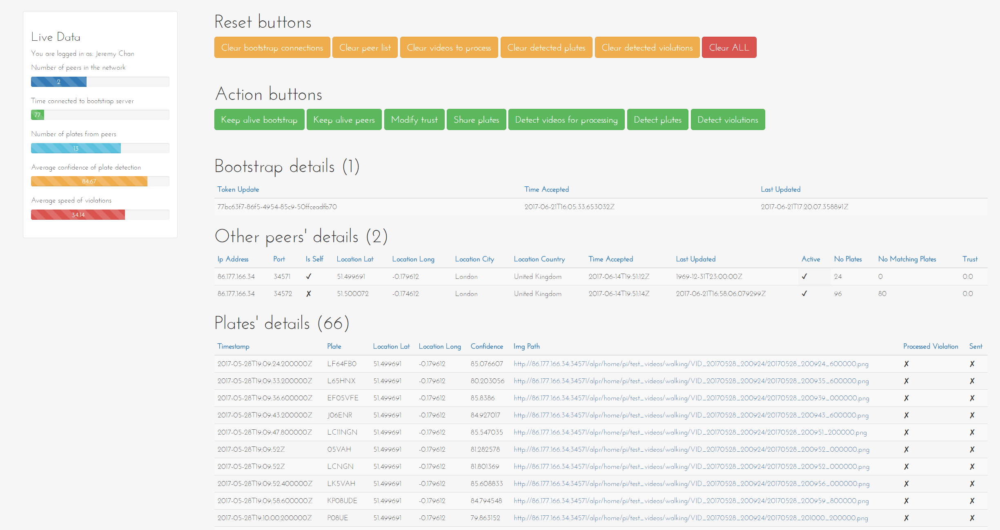 Live Data
You are logged in as: Jeremy Chan
Number of peers in the network
2
Time connected to bootstrap server
77
Number of plates from peers
13
Average confidence of plate detection
84.67
Average speed of violations
34.14
Reset buttons
Clear bootstrap connections Clear peer list Clear videos to process Clear detected plates Clear detected violations Clear ALL
Action buttons
Keep alive bootstrap Keep alive peers Modify trust Share plates Detect videos for processing Detect plates Detect violations
Bootstrap details (1)
Token Update Time Accepted Last Updated
77bc63f7-86f5-4954-85c9-50ffceadfb70 2017-06-21T16:05:33.653032Z 2017-06-21T17:20:07.358891Z
Other peers' details (2)
Ip Address Port Is Self Location Lat Location Long Location City Location Country Time Accepted Last Updated Active No Plates No Matching Plates Trust
86.177.166.34 34571 ✓ 51.499691 -0.179612 London United Kingdom 2017-06-14T19:51:12Z 1969-12-31T23:00:00Z ✓ 24 0 0.0
86.177.166.34 34572 ✗ 51.500072 -0.174612 London United Kingdom 2017-06-14T19:51:14Z 2017-06-21T16:58:06.079299Z ✓ 96 80 0.0
Plates' details (66)
Timestamp Plate Location Lat Location Long Confidence Img Path Processed Violation Sent
2017-05-28T19:09:24.200000Z LF64FB0 51.499691 -0.179612 85.076607 http://86.177.166.34:34571/alpr/home/pi/test_videos/walking/VID_20170528_200924/20170528_200924_600000.png ✗ ✗
2017-05-28T19:09:33.200000Z L65HNX 51.499691 -0.179612 80.203056 http://86.177.166.34:34571/alpr/home/pi/test_videos/walking/VID_20170528_200924/20170528_200935_600000.png ✗ ✗
2017-05-28T19:09:36.600000Z EF05VFE 51.499691 -0.179612 85.8386 http://86.177.166.34:34571/alpr/home/pi/test_videos/walking/VID_20170528_200924/20170528_200939_000000.png ✗ ✗
2017-05-28T19:09:43.200000Z J06ENR 51.499691 -0.179612 84.927017 http://86.177.166.34:34571/alpr/home/pi/test_videos/walking/VID_20170528_200924/20170528_200943_600000.png ✗ ✗
2017-05-28T19:09:47.800000Z LC11NGN 51.499691 -0.179612 85.547035 http://86.177.166.34:34571/alpr/home/pi/test_videos/walking/VID_20170528_200924/20170528_200951_200000.png ✗ ✗
2017-05-28T19:09:52Z 05VAH 51.499691 -0.179612 81.282578 http://86.177.166.34:34571/alpr/home/pi/test_videos/walking/VID_20170528_200924/20170528_200952_000000.png ✗ ✗
2017-05-28T19:09:52Z LCNGN 51.499691 -0.179612 81.801369 http://86.177.166.34:34571/alpr/home/pi/test_videos/walking/VID_20170528_200924/20170528_200952_000000.png ✗ ✗
2017-05-28T19:09:52.400000Z LK5VAH 51.499691 -0.179612 85.608833 http://86.177.166.34:34571/alpr/home/pi/test_videos/walking/VID_20170528_200924/20170528_200956_000000.png ✗ ✗
2017-05-28T19:09:58.600000Z KP08UDE 51.499691 -0.179612 84.794548 http://86.177.166.34:34571/alpr/home/pi/test_videos/walking/VID_20170528_200924/20170528_200959_800000.png ✗ ✗
2017-05-28T19:10:00.200000Z P08UE 51.499691 -0.179612 79.863152 http://86.177.166.34:34571/alpr/home/pi/test_videos/walking/VID_20170528_200924/20170528_201000_200000.png ✗ ✗